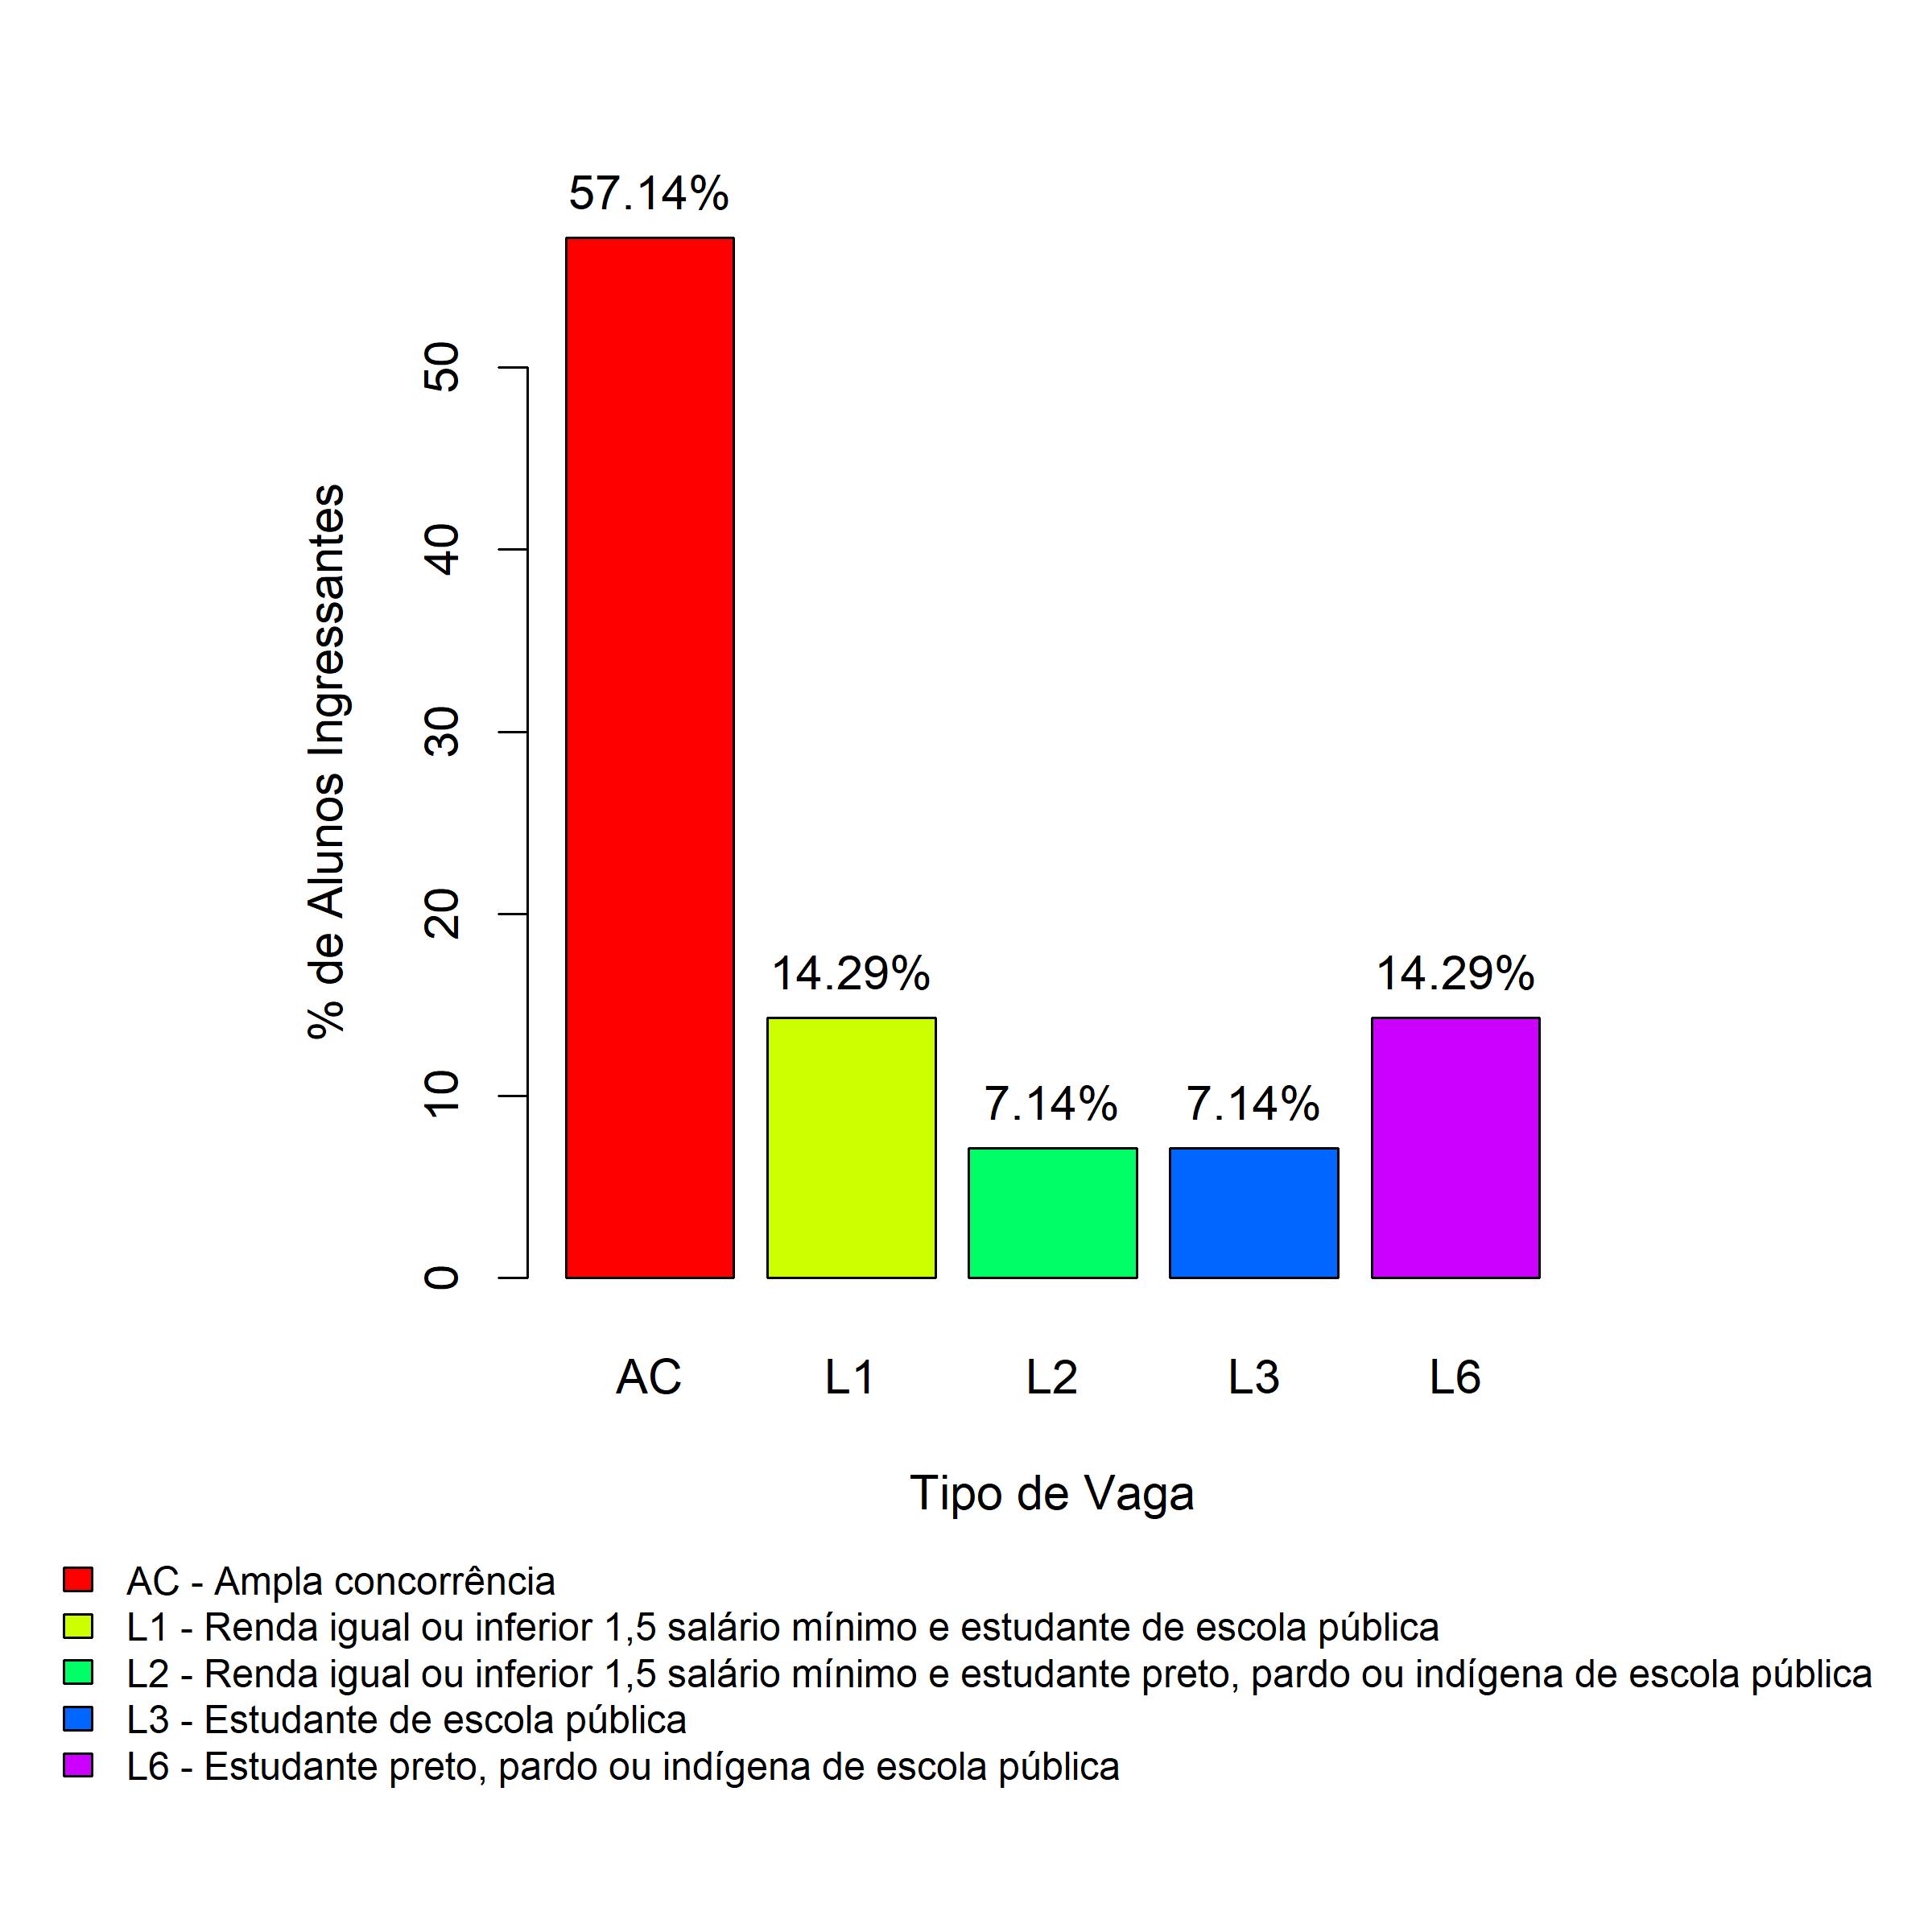 57.14%
50
40
30
20
10
0
% de Alunos Ingressantes
14.29%
7.14%
7.14%
14.29%
AC
L1
L2
L3
L6
Tipo de Vaga
AC - Ampla concorrência
L1 - Renda igual ou inferior 1,5 salário mínimo e estudante de escola pública
L2 - Renda igual ou inferior 1,5 salário mínimo e estudante preto, pardo ou indígena de escola pública
L3 - Estudante de escola pública
L6 - Estudante preto, pardo ou indígena de escola pública